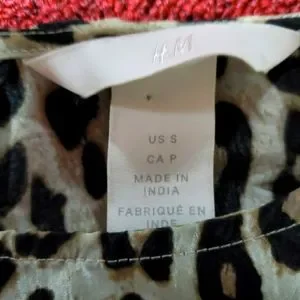 H&M
US S
CA P
MADE IN
INDIA
FABRIQUÉ EN
INDE